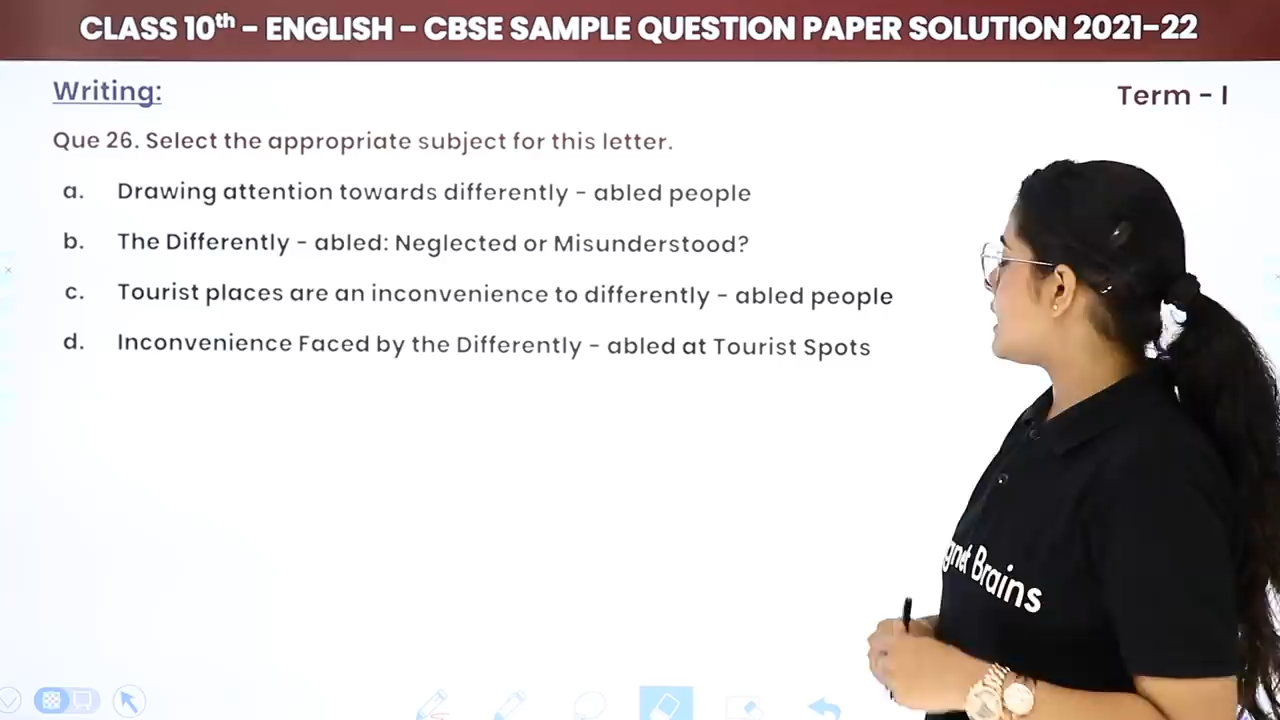 CLASS 10th - ENGLISH - CBSE SAMPLE QUESTION PAPER SOLUTION 2021-22
Writing:
Term - I
Que 26. Select the appropriate subject for this letter.
a. Drawing attention towards differently - abled people
b. The Differently - abled: Neglected or Misunderstood?
c. Tourist places are an inconvenience to differently - abled people
d. Inconvenience Faced by the Differently - abled at Tourist Spots
Brains